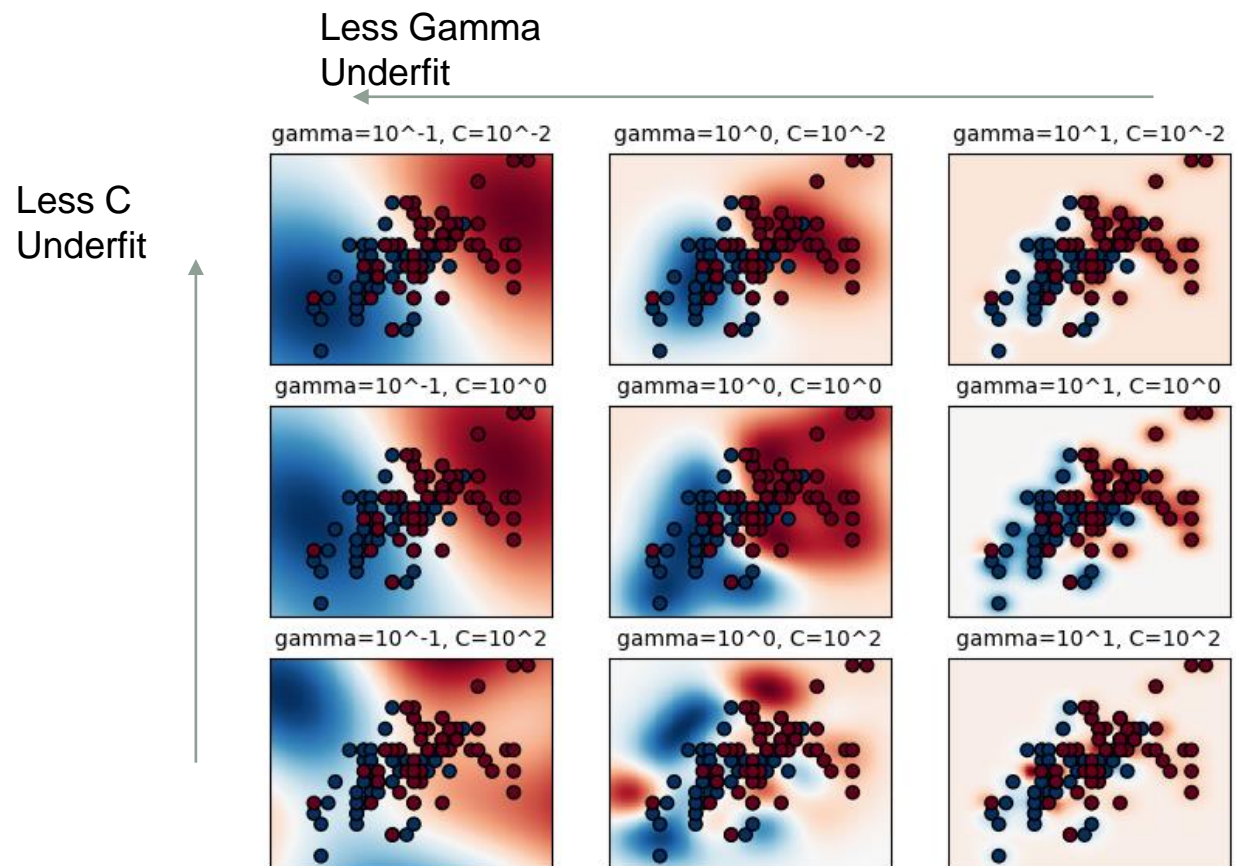 Less Gamma
Underfit
gamma=10^-1, C=10^-2
gamma=10^0, C=10^-2
gamma=10^1, C=10^-2
Less C
Underfit
gamma=10^-1, C=10^0
gamma=10^0, C=10^0
gamma=10^1, C=10^0
gamma=10^-1, C=10^2
gamma=10^0, C=10^2
gamma=10^1, C=10^2